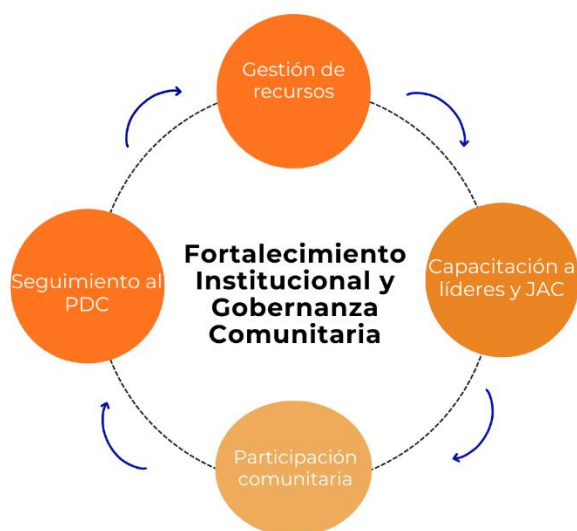 Gestión de
recursos
Capacitación a
líderes y JAC
Fortalecimiento
Institucional y
Gobernanza
Comunitaria
Seguimiento al
PDC
Participación
comunitaria